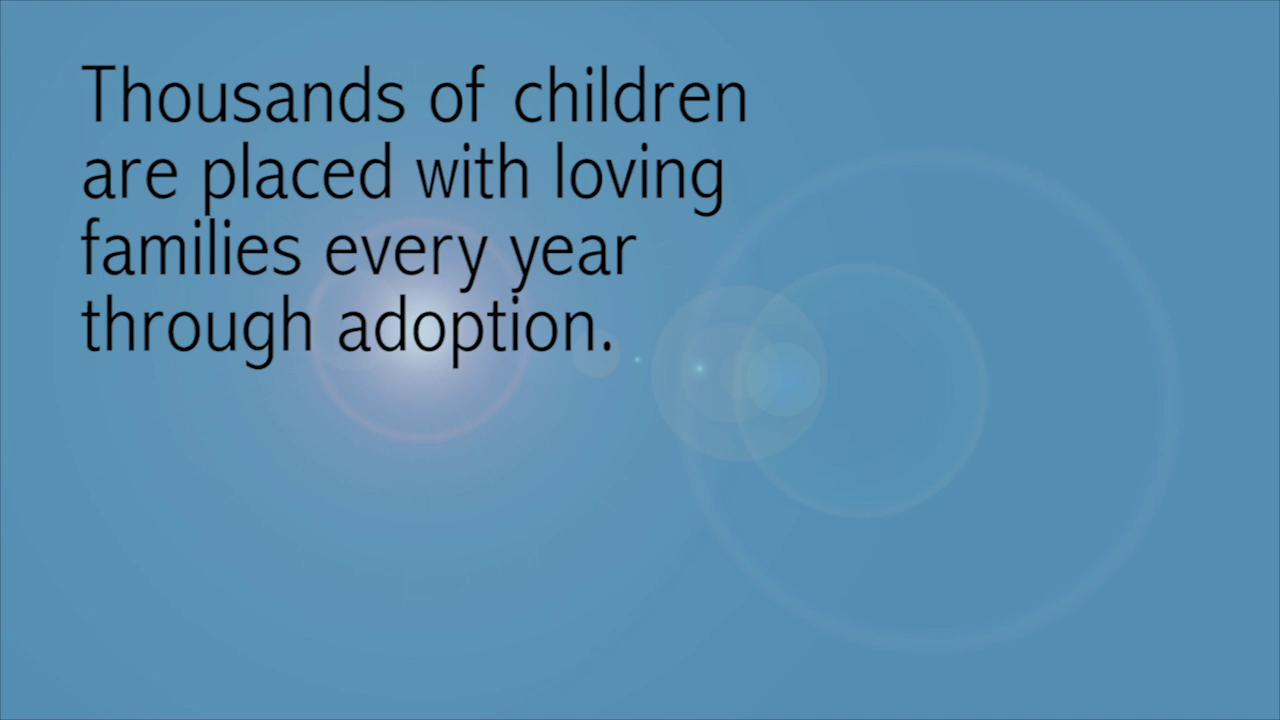 Thousands of children
are placed with loving
families every year
through adoption.